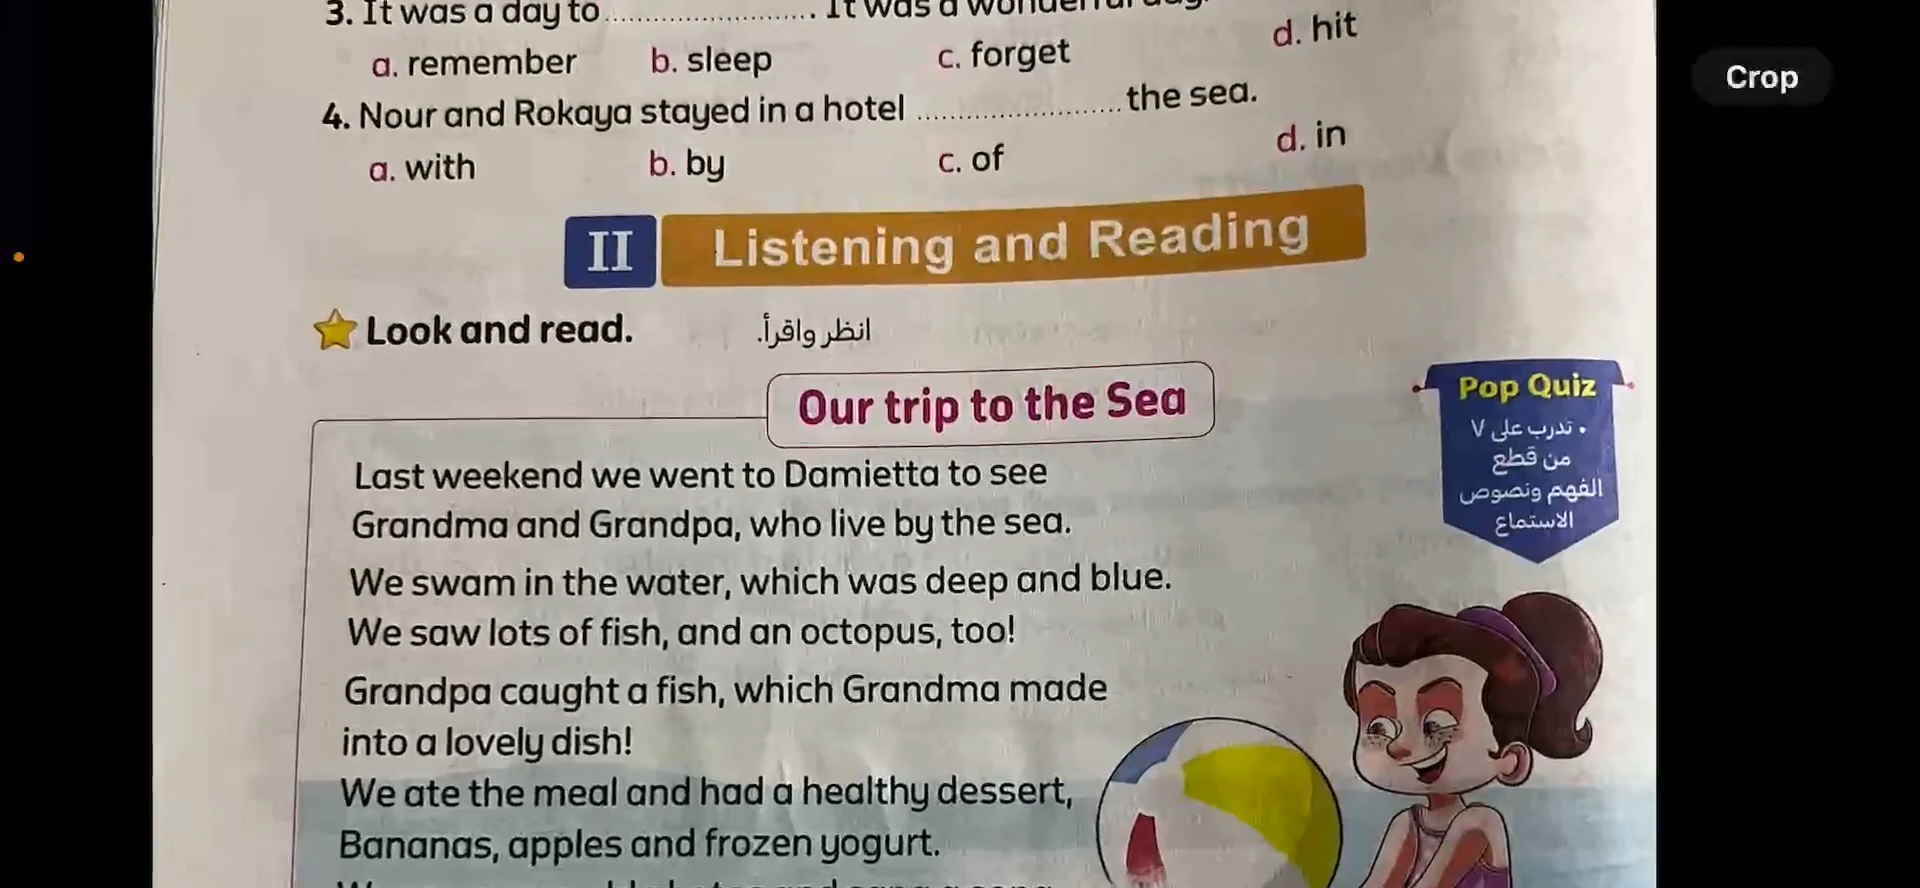 3. It was a day to .................... . It was a wonderful day.
a. remember b. sleep c. forget d. hit
4. Nour and Rokaya stayed in a hotel .................... the sea.
a. with b. by c. of d. in
Crop
II Listening and Reading
Look and read. انظر واقرأ.
Our trip to the Sea
Last weekend we went to Damietta to see
Grandma and Grandpa, who live by the sea.
We swam in the water, which was deep and blue.
We saw lots of fish, and an octopus, too!
Grandpa caught a fish, which Grandma made
into a lovely dish!
We ate the meal and had a healthy dessert,
Bananas, apples and frozen yogurt.
Pop Quiz
• تدرب على ٧
من قطع
الفهم ونصوص
الاستماع